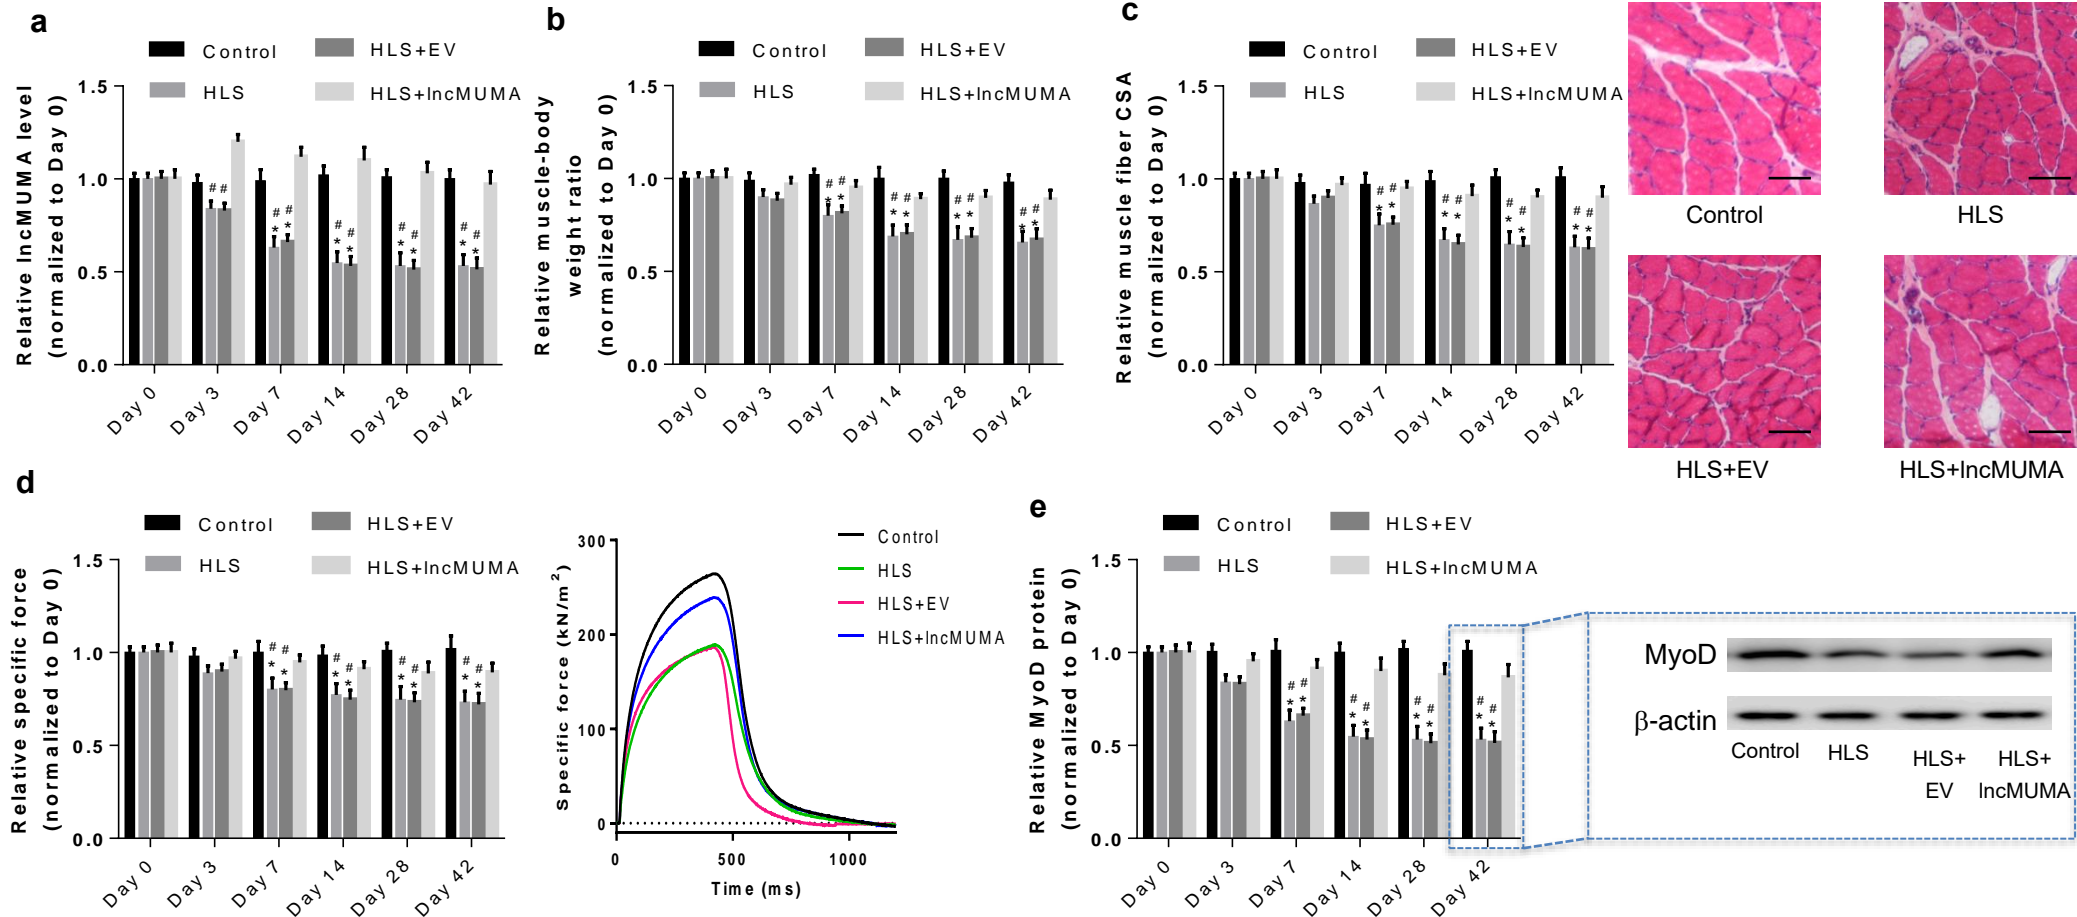 a
Control
HLS+EV
HLS
HLS+lncMUMA
Relative lncMUMA level
(normalized to Day 0)
1.5
1.0
0.5
0.0
# #
# #
* *
# #
* *
# #
* *
# #
* *
Day 0
Day 3
Day 7
Day 14
Day 28
Day 42
b
Control
HLS+EV
HLS
HLS+lncMUMA
Relative muscle-body
weight ratio
(normalized to Day 0)
1.5
1.0
0.5
0.0
# #
* *
# #
* *
# #
* *
# #
* *
Day 0
Day 3
Day 7
Day 14
Day 28
Day 42
c
Control
HLS+EV
HLS
HLS+lncMUMA
Relative muscle fiber CSA
(normalized to Day 0)
1.5
1.0
0.5
0.0
# #
* *
# #
* *
# #
* *
# #
* *
Day 0
Day 3
Day 7
Day 14
Day 28
Day 42
Control
HLS
HLS+EV
HLS+lncMUMA
d
Control
HLS+EV
HLS
HLS+lncMUMA
Relative specific force
(normalized to Day 0)
1.5
1.0
0.5
0.0
# #
* *
# #
* *
# #
* *
# #
* *
Day 0
Day 3
Day 7
Day 14
Day 28
Day 42
Specific force (kN/m²)
300
200
100
0
0
500
1000
Time (ms)
Control
HLS
HLS+EV
HLS+lncMUMA
e
Control
HLS+EV
HLS
HLS+lncMUMA
Relative MyoD protein
(normalized to Day 0)
1.5
1.0
0.5
0.0
# #
* *
# #
* *
# #
* *
# #
* *
Day 0
Day 3
Day 7
Day 14
Day 28
Day 42
MyoD
β-actin
Control
HLS
HLS+
EV
HLS+
lncMUMA